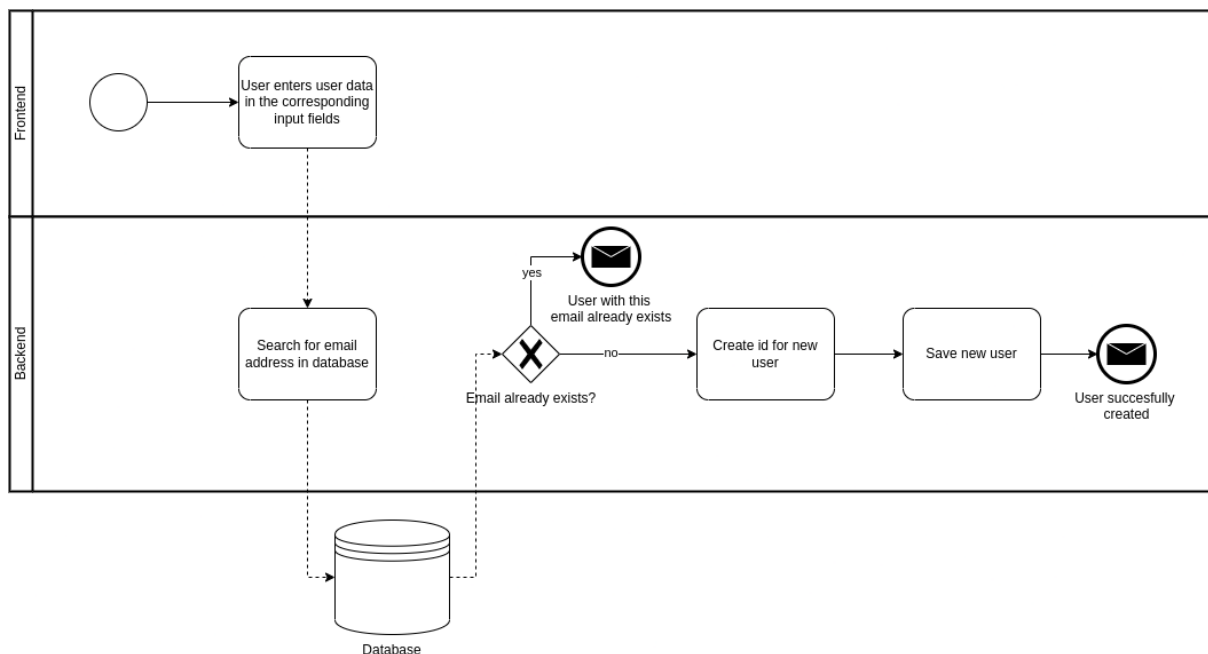 Frontend
User enters user data
in the corresponding
input fields
Backend
Search for email
address in database
yes
User with this
email already exists
Email already exists?
no
Create id for new
user
Save new user
User succesfully
created
Database